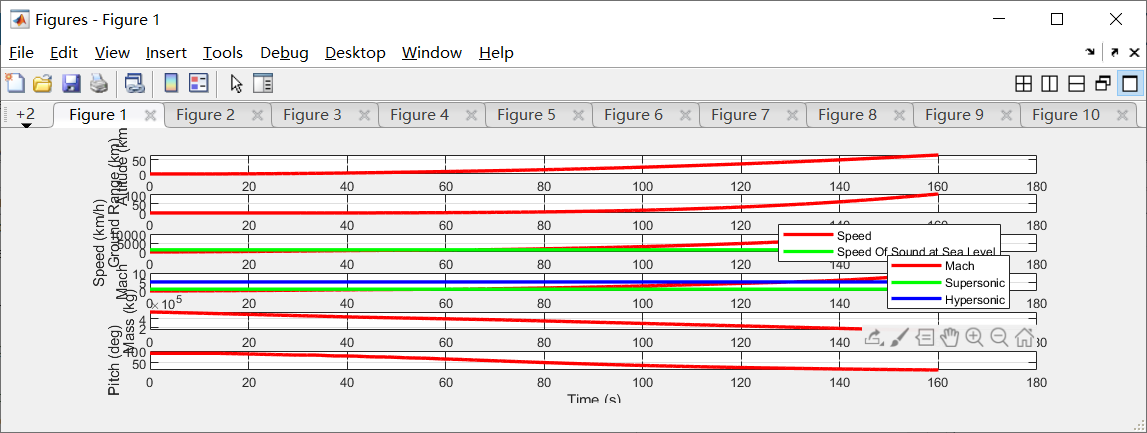 Figures - Figure 1
File Edit View Insert Tools Debug Desktop Window Help
+2 Figure 1 Figure 2 Figure 3 Figure 4 Figure 5 Figure 6 Figure 7 Figure 8 Figure 9 Figure 10
Altitude (km
50
0
0 20 40 60 80 100 120 140 160 180
Ground Range (km)
100
50
0
0 20 40 60 80 100 120 140 160 180
Speed (km/h)
10000
5000
0
0 20 40 60 80 100 120
Speed
Speed Of Sound at Sea Level
Mach
10
5
0
0 20 40 60 80 100 120 140 160 180
Mach
Supersonic
Hypersonic
Mass (kg)
×10^5
4
2
0 20 40 60 80 100 120 140 160 180
Pitch (deg)
100
50
0 20 40 60 80 100 120 140 160 180
Time (s)